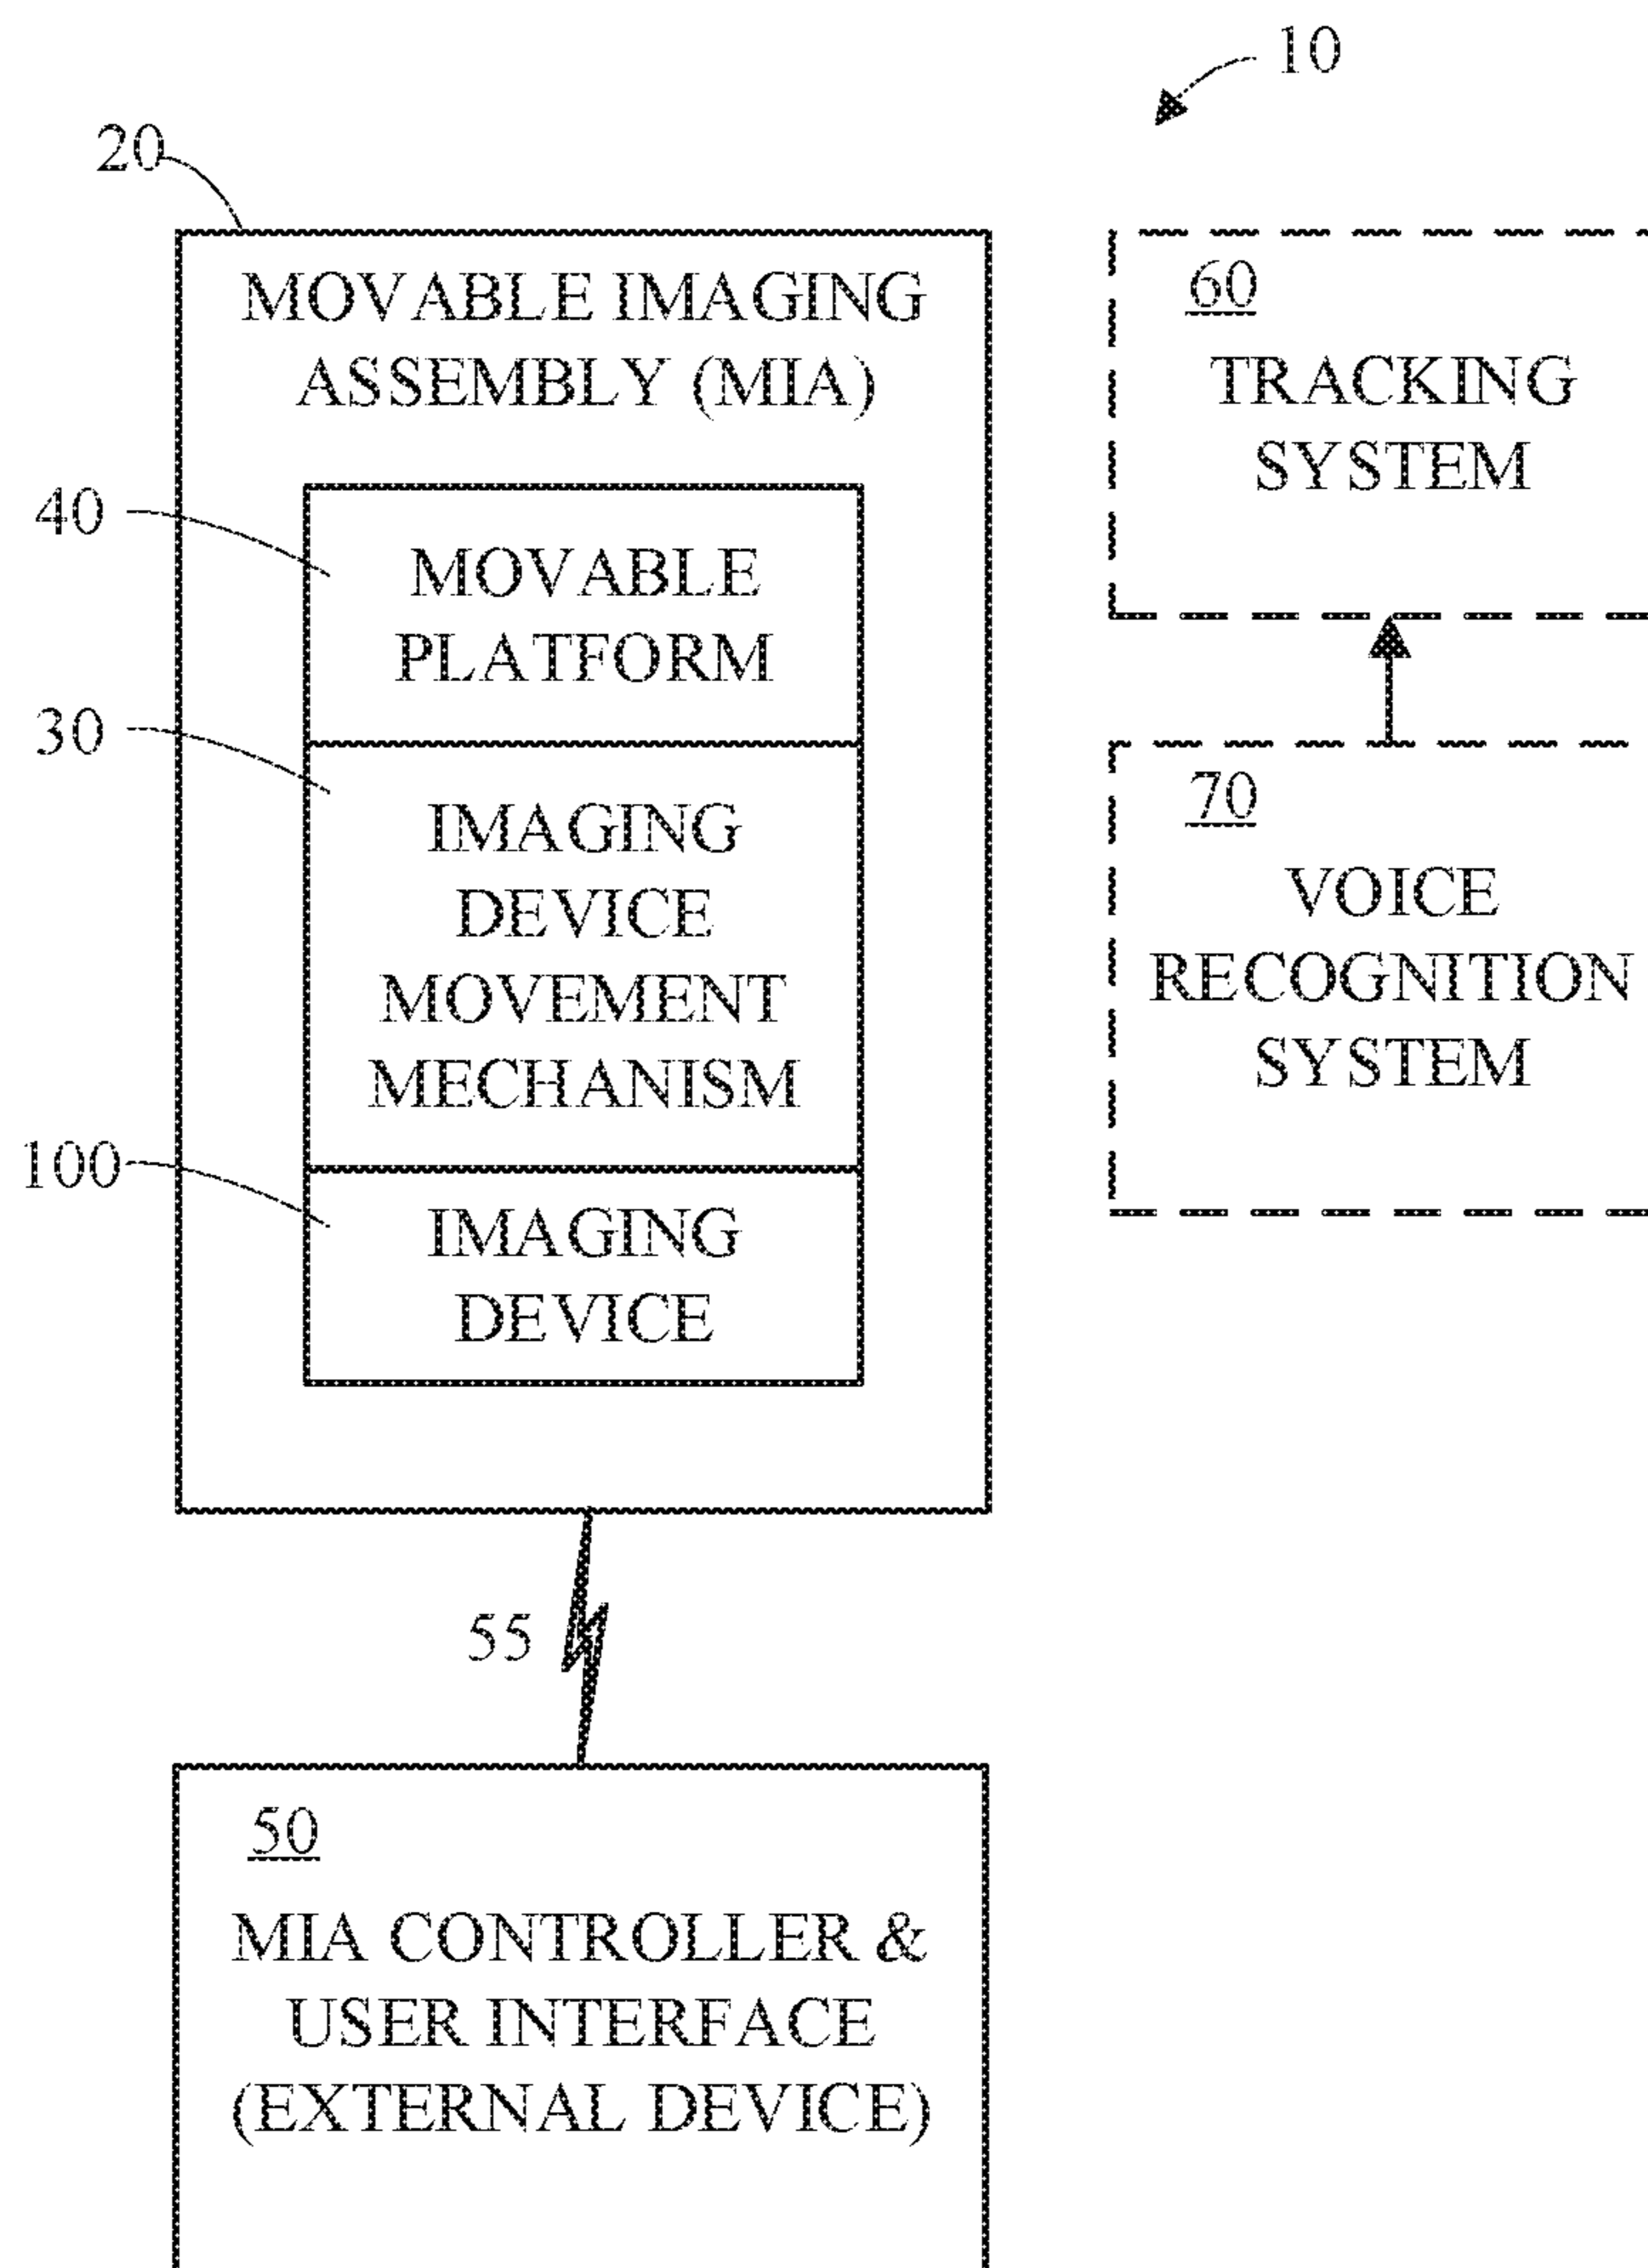 10
20
MOVABLE IMAGING
ASSEMBLY (MIA)
40
MOVABLE
PLATFORM
30
IMAGING
DEVICE
MOVEMENT
MECHANISM
100
IMAGING
DEVICE
60
TRACKING
SYSTEM
70
VOICE
RECOGNITION
SYSTEM
55
50
MIA CONTROLLER &
USER INTERFACE
(EXTERNAL DEVICE)